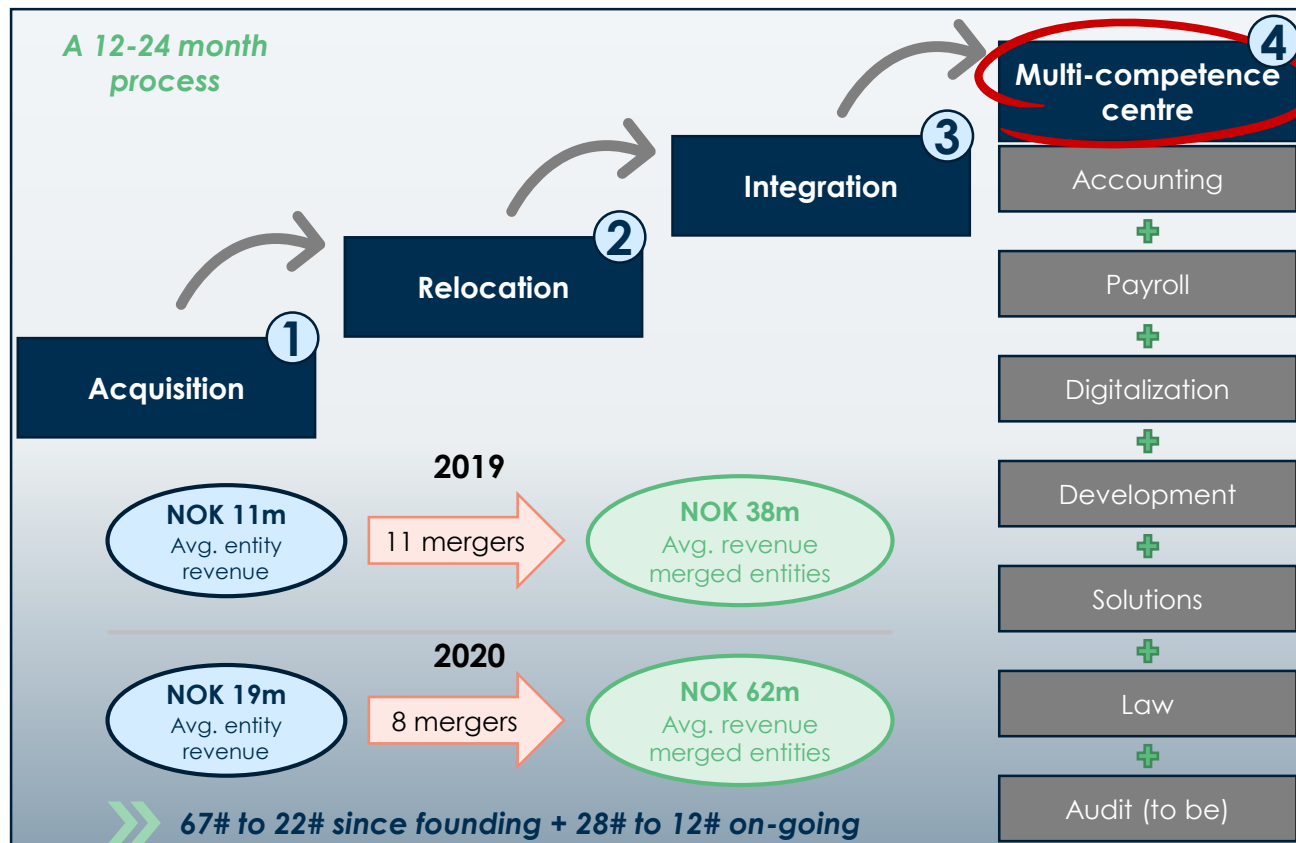 A 12-24 month
process
4
Multi-competence
centre
3
Integration
2
Relocation
1
Acquisition
Accounting
Payroll
Digitalization
Development
Solutions
Law
Audit (to be)
2019
NOK 11m
Avg. entity
revenue
11 mergers
NOK 38m
Avg. revenue
merged entities
2020
NOK 19m
Avg. entity
revenue
8 mergers
NOK 62m
Avg. revenue
merged entities
67# to 22# since founding + 28# to 12# on-going